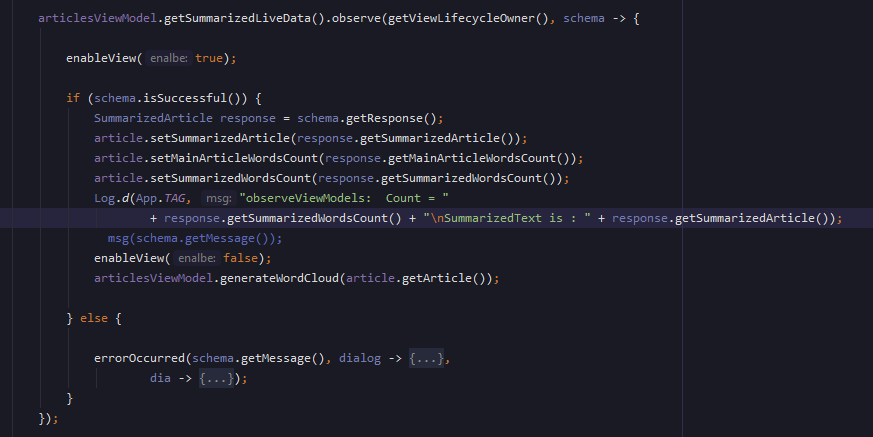 articlesViewModel.getSummarizedLiveData().observe(getViewLifecycleOwner(), schema -> {
enableView( enalbe: true);
if (schema.isSuccessful()) {
SummarizedArticle response = schema.getResponse();
article.setSummarizedArticle(response.getSummarizedArticle());
article.setMainArticleWordsCount(response.getMainArticleWordsCount());
article.setSummarizedWordsCount(response.getSummarizedWordsCount());
Log.d(App.TAG, msg: "observeViewModels:  Count = "
+ response.getSummarizedWordsCount() + "\nSummarizedText is : " + response.getSummarizedArticle());
msg(schema.getMessage());
enableView( enalbe: false);
articlesViewModel.generateWordCloud(article.getArticle());
} else {
errorOccurred(schema.getMessage(), dialog -> {...},
dia -> {...});
}
});